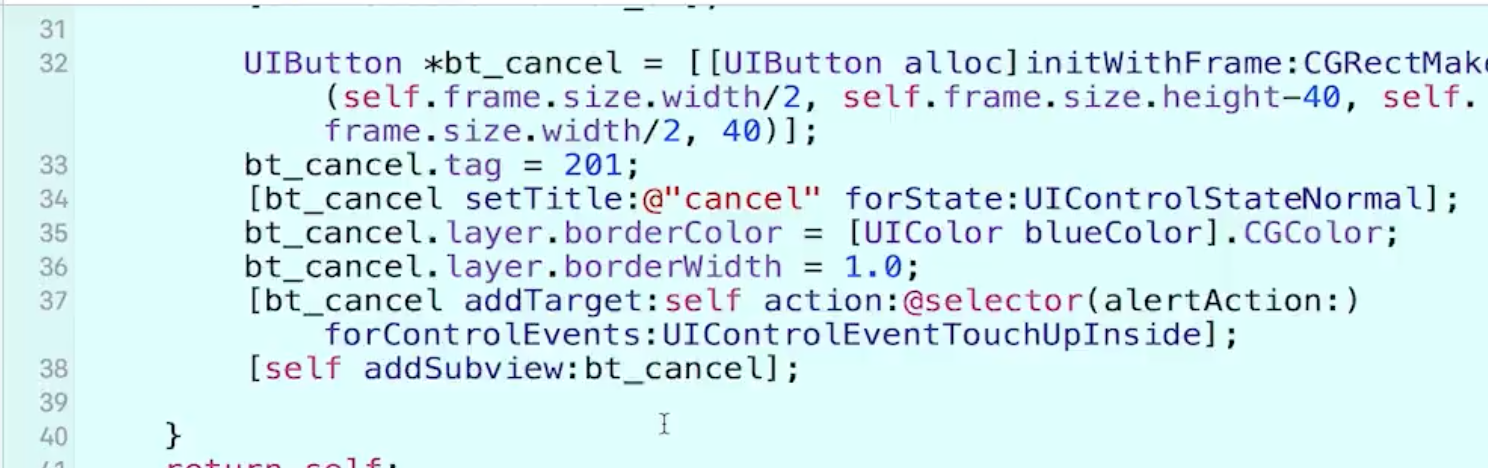 31
32 UIButton *bt_cancel = [[UIButton alloc]initWithFrame:CGRectMake
(self.frame.size.width/2, self.frame.size.height-40, self.
frame.size.width/2, 40)];
33 bt_cancel.tag = 201;
34 [bt_cancel setTitle:@"cancel" forState:UIControlStateNormal];
35 bt_cancel.layer.borderColor = [UIColor blueColor].CGColor;
36 bt_cancel.layer.borderWidth = 1.0;
37 [bt_cancel addTarget:self action:@selector(alertAction:)
forControlEvents:UIControlEventTouchUpInside];
38 [self addSubview:bt_cancel];
39
40 }
41 return self;